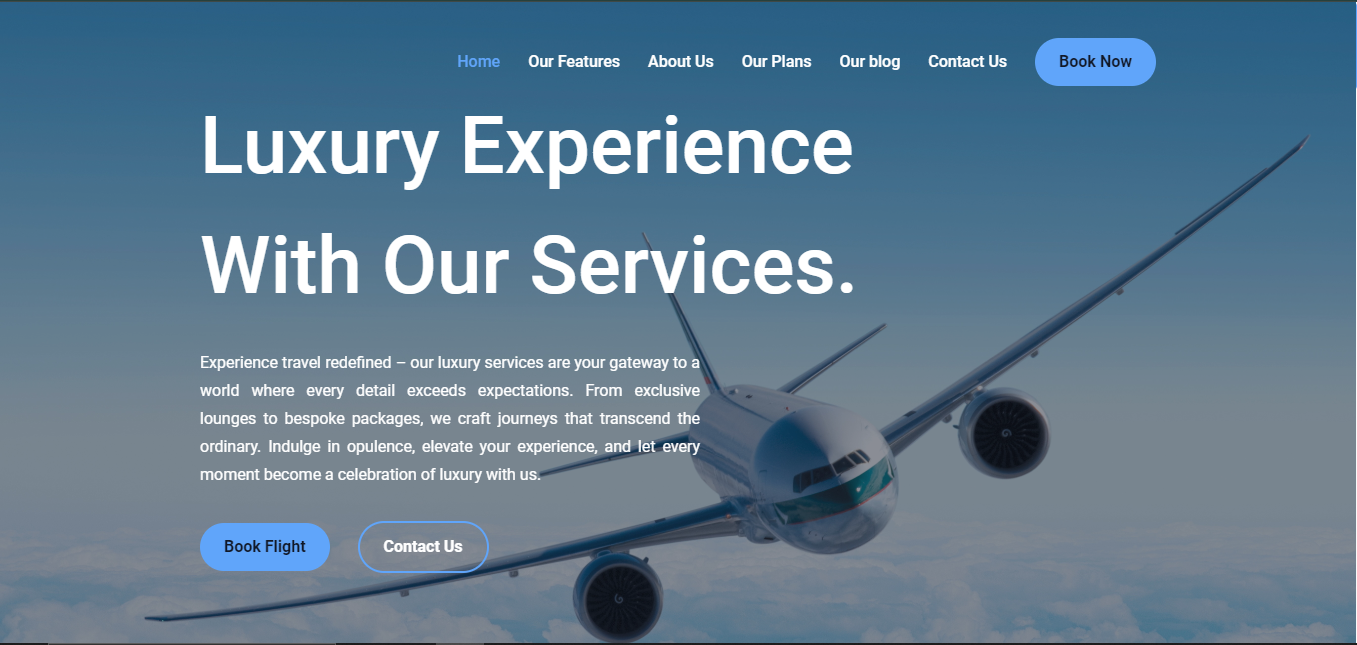 Home Our Features About Us Our Plans Our blog Contact Us Book Now
Luxury Experience
With Our Services.
Experience travel redefined – our luxury services are your gateway to a
world where every detail exceeds expectations. From exclusive
lounges to bespoke packages, we craft journeys that transcend the
ordinary. Indulge in opulence, elevate your experience, and let every
moment become a celebration of luxury with us.
Book Flight Contact Us